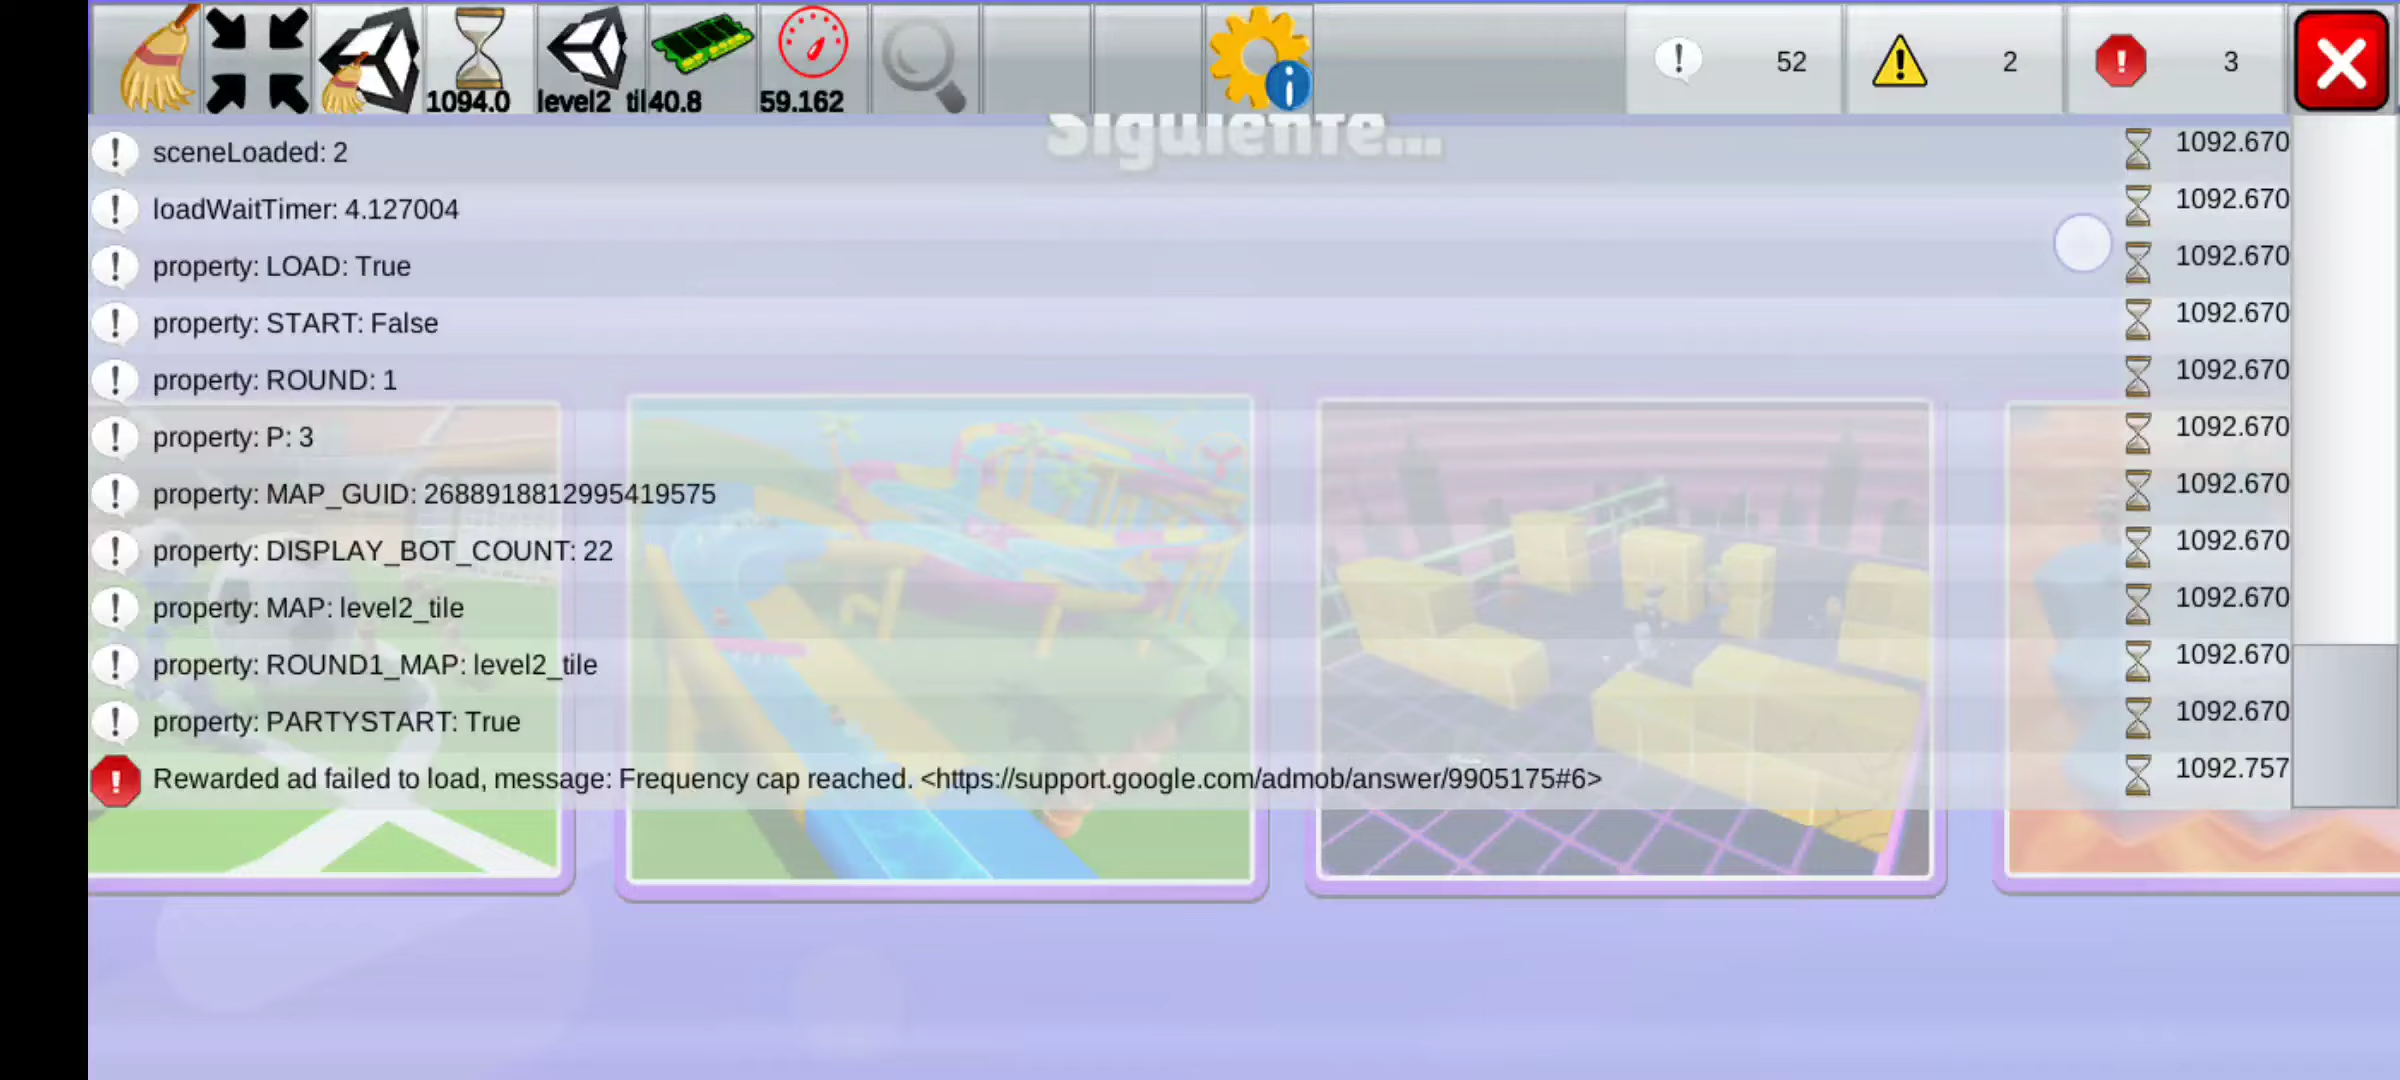 1094.0
level2_til
40.8
59.162
52
2
3
Siguiente...
sceneLoaded: 2
1092.670
loadWaitTimer: 4.127004
1092.670
property: LOAD: True
1092.670
property: START: False
1092.670
property: ROUND: 1
1092.670
property: P: 3
1092.670
property: MAP_GUID: 2688918812995419575
1092.670
property: DISPLAY_BOT_COUNT: 22
1092.670
property: MAP: level2_tile
1092.670
property: ROUND1_MAP: level2_tile
1092.670
property: PARTYSTART: True
1092.670
Rewarded ad failed to load, message: Frequency cap reached. <https://support.google.com/admob/answer/9905175#6>
1092.757